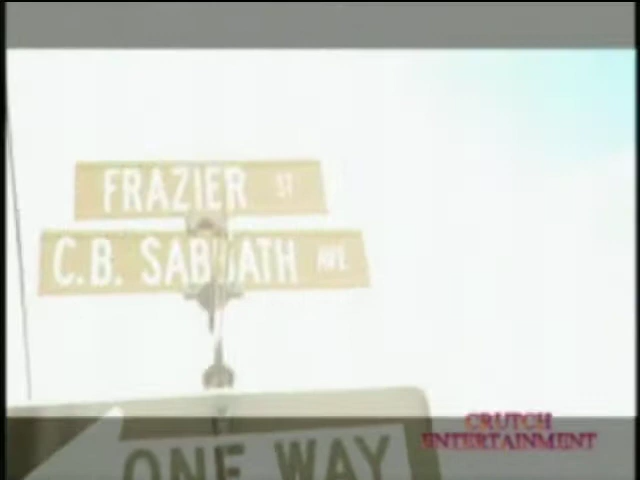 FRAZIER ST
C.B. SABBATH AVE
ONE WAY
CRUTCH
ENTERTAINMENT